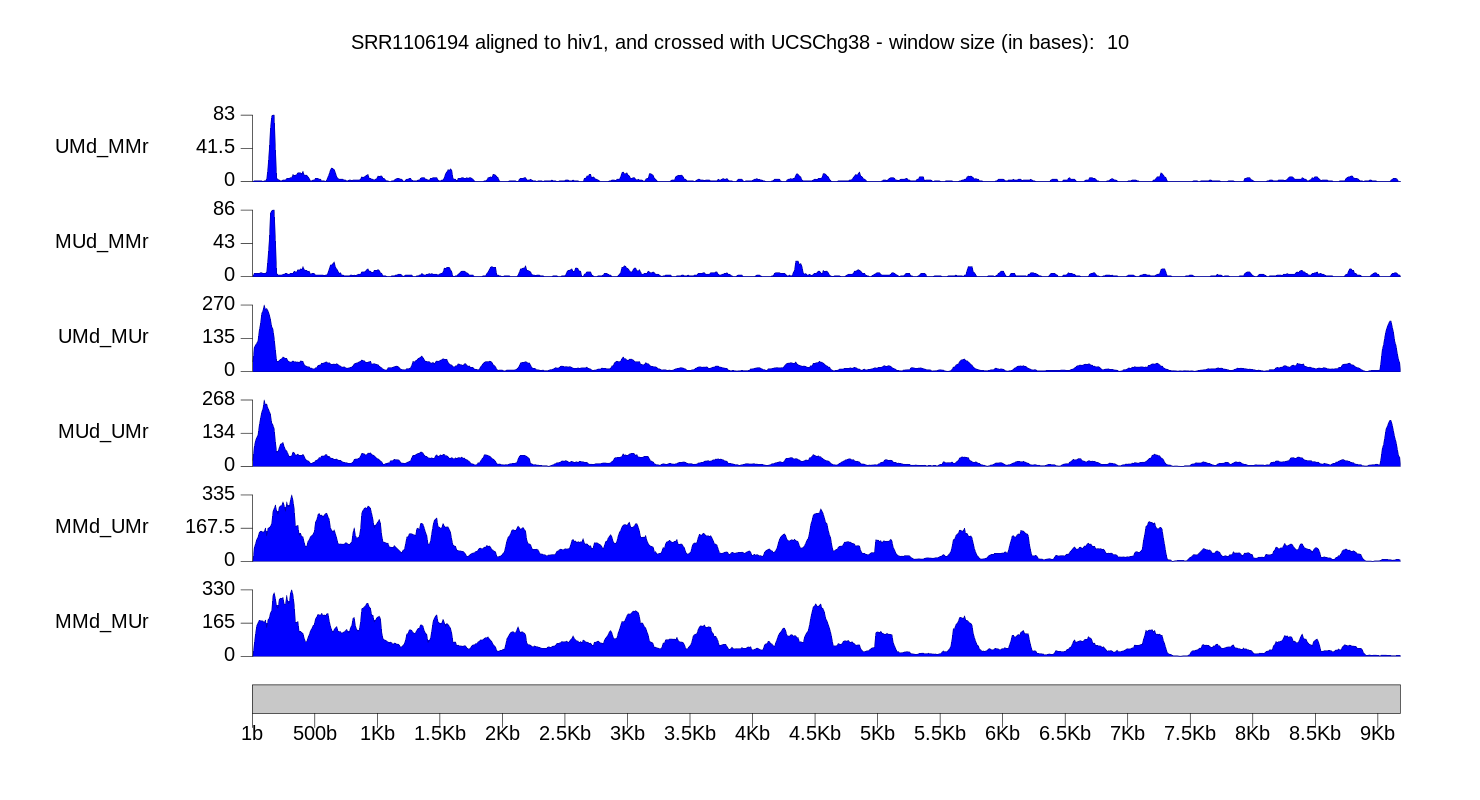 SRR1106194 aligned to hiv1, and crossed with UCSChg38 - window size (in bases):  10
83
UMd_MMr 41.5
0
86
MUd_MMr 43
0
270
UMd_MUr 135
0
268
MUd_UMr 134
0
335
MMd_UMr 167.5
0
330
MMd_MUr 165
0
1b 500b 1Kb 1.5Kb 2Kb 2.5Kb 3Kb 3.5Kb 4Kb 4.5Kb 5Kb 5.5Kb 6Kb 6.5Kb 7Kb 7.5Kb 8Kb 8.5Kb 9Kb